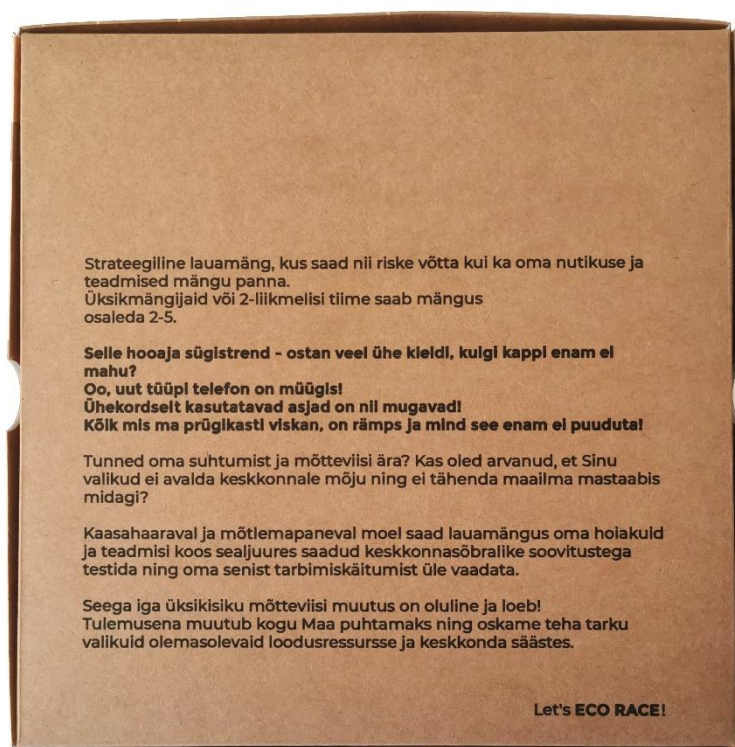 Strateegiline lauamäng, kus saad nii riske võtta kui ka oma nutikuse ja
teadmised mängu panna.
Üksikmängijaid või 2-liikmelisi tiime saab mängus
osaleda 2-5.
Selle hooaja sügistrend - ostan veel ühe kleidi, kuigi kappi enam ei
mahu?
Oo, uut tüüpi telefon on müügis!
Ühekordselt kasutatavad asjad on nii mugavad!
Kõik mis ma prügikasti viskan, on rämps ja mind see enam ei puuduta!
Tunned oma suhtumist ja mõtteviisi ära? Kas oled arvanud, et Sinu
valikud ei avalda keskkonnale mõju ning ei tähenda maailma mastaabis
midagi?
Kaasahaaraval ja mõtlemapaneval moel saad lauamängus oma hoiakuid
ja teadmisi koos sealjuures saadud keskkonnasõbralike soovitustega
testida ning oma senist tarbimiskäitumist üle vaadata.
Seega iga üksikisiku mõtteviisi muutus on oluline ja loeb!
Tulemusena muutub kogu Maa puhtamaks ning oskame teha tarku
valikuid olemasolevaid loodusressursse ja keskkonda säästes.
Let's ECO RACE!